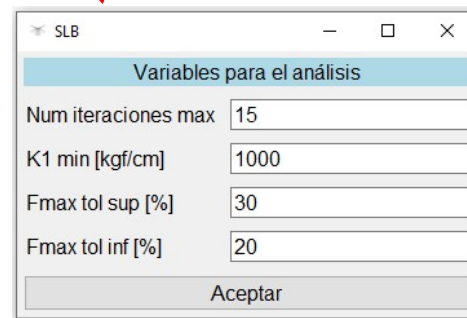 SLB
Variables para el análisis
Num iteraciones max 15
K1 min [kgf/cm] 1000
Fmax tol sup [%] 30
Fmax tol inf [%] 20
Aceptar